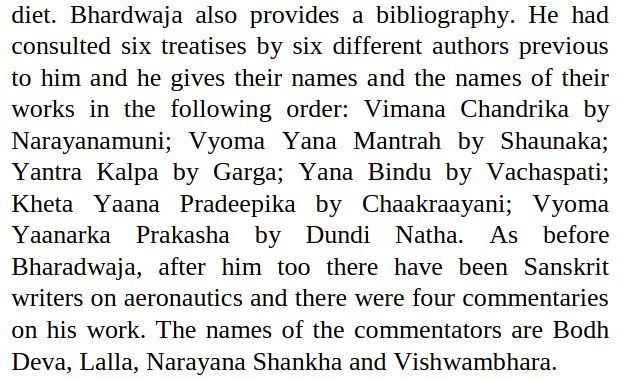 diet. Bhardwaja also provides a bibliography. He had
consulted six treatises by six different authors previous
to him and he gives their names and the names of their
works in the following order: Vimana Chandrika by
Narayanamuni; Vyoma Yana Mantrah by Shaunaka;
Yantra Kalpa by Garga; Yana Bindu by Vachaspati;
Kheta Yaana Pradeepika by Chaakraayani; Vyoma
Yaanarka Prakasha by Dundi Natha. As before
Bharadwaja, after him too there have been Sanskrit
writers on aeronautics and there were four commentaries
on his work. The names of the commentators are Bodh
Deva, Lalla, Narayana Shankha and Vishwambhara.